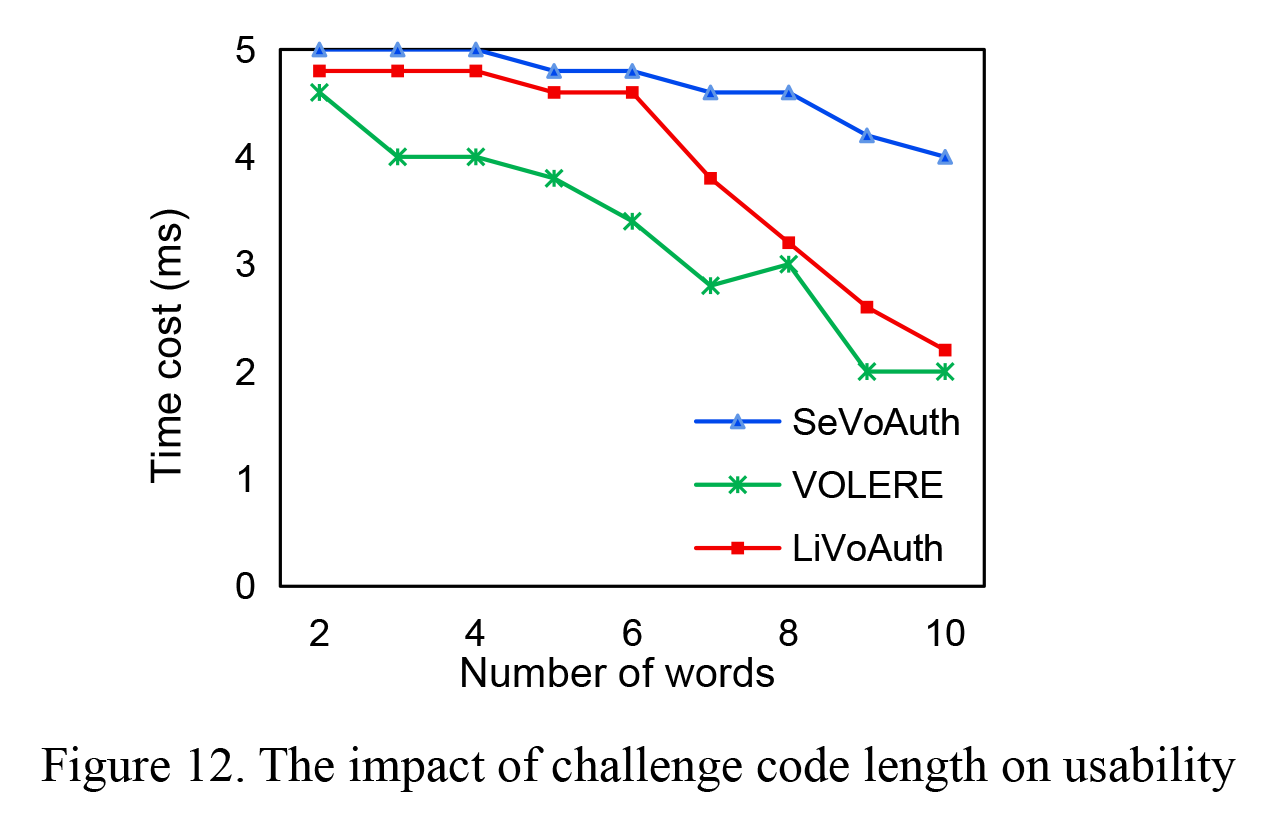 5
4
3
2
1
0
Time cost (ms)
SeVoAuth
VOLERE
LiVoAuth
2 4 6 8 10
Number of words
Figure 12. The impact of challenge code length on usability